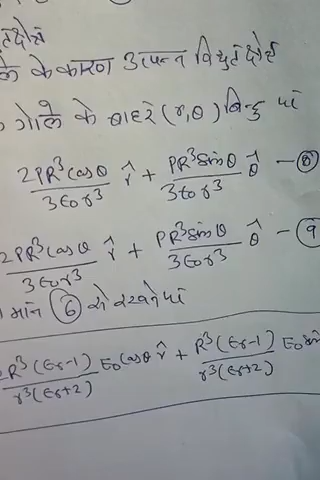 के कारण उत्पन्न विद्युत क्षेत्र
गोले के बाहर (r,θ) बिन्दु पर
2PR³cosθ/3ε₀r³ r̂ + PR³sinθ/3ε₀r³ θ̂ — ⑧
2PR³cosθ/3ε₀r³ r̂ + PR³sinθ/3ε₀r³ θ̂ — ⑨
मान ⑥ से रखने पर
R³(εr-1)/r³(εr+2) E₀cosθ r̂ + R³(εr-1)/r³(εr+2) E₀